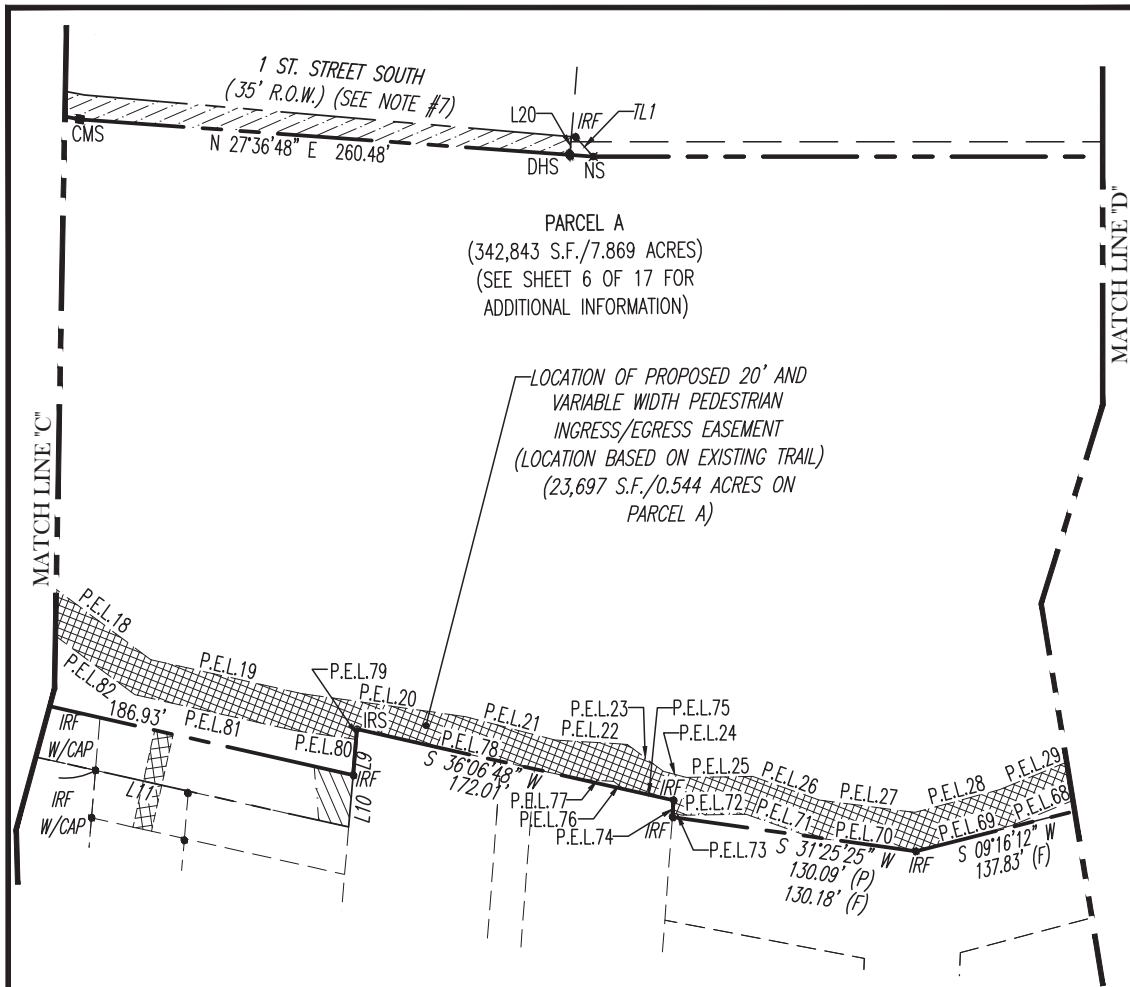 1 ST. STREET SOUTH
(35' R.O.W.) (SEE NOTE #7)
L20
IRF
TL1
CMS
N 27°36'48" E 260.48'
DHS
NS
MATCH LINE "D"
PARCEL A
(342,843 S.F./7.869 ACRES)
(SEE SHEET 6 OF 17 FOR
ADDITIONAL INFORMATION)
LOCATION OF PROPOSED 20' AND
VARIABLE WIDTH PEDESTRIAN
INGRESS/EGRESS EASEMENT
(LOCATION BASED ON EXISTING TRAIL)
(23,697 S.F./0.544 ACRES ON
PARCEL A)
MATCH LINE "C"
P.E.L.18
P.E.L.19
P.E.L.79
P.E.L.20
P.E.L.21
P.E.L.22
P.E.L.23
P.E.L.75
P.E.L.24
P.E.L.25
P.E.L.26
P.E.L.27
P.E.L.28
P.E.L.29
P.E.L.82
186.93'
P.E.L.81
P.E.L.80
IRS
P.E.L.78
S 36°06'48" W
172.01'
IRF
W/CAP
L9
IRF
L10
L11
IRF
W/CAP
P.E.L.77
P.E.L.76
P.E.L.74
IRF
IRF
P.E.L.72
P.E.L.73
P.E.L.71
P.E.L.70
S 31°25'25" W
130.09' (P)
130.18' (F)
IRF
P.E.L.69
P.E.L.68
S 09°16'12" W
137.83' (F)